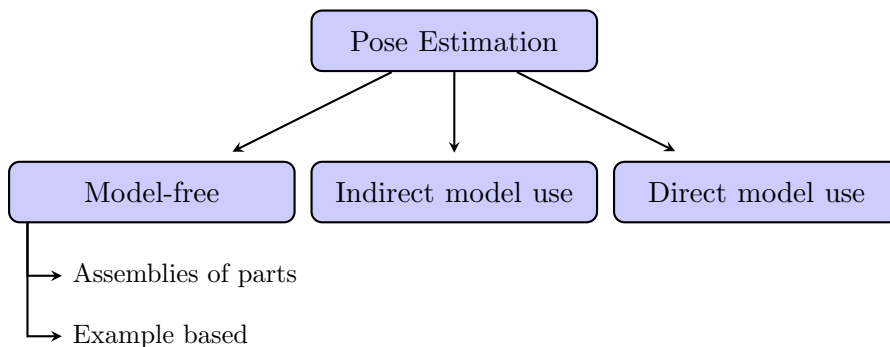 Pose Estimation
Model-free
Indirect model use
Direct model use
Assemblies of parts
Example based